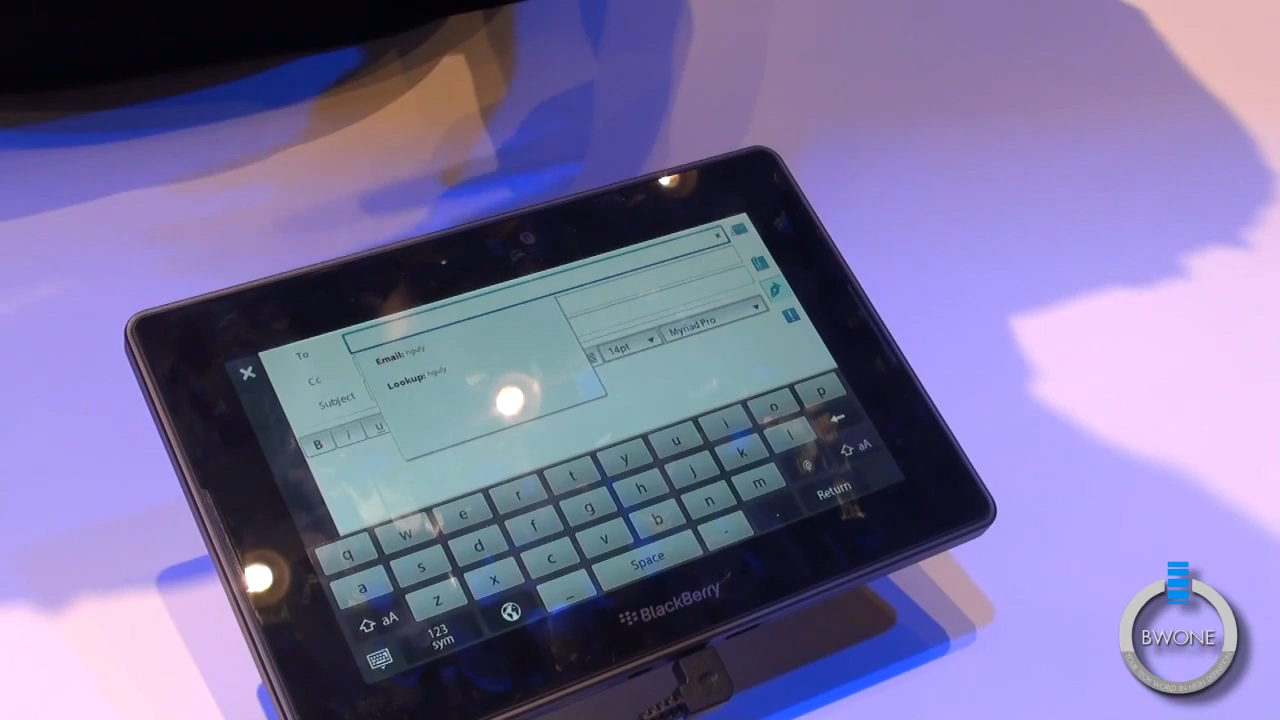 To
Cc
Subject
Email: hgufy
Lookup: hgufy
B i u
14pt
Myriad Pro
q w e r t y u i o p
a s d f g h j k l
aA z x c v b n m @ aA
123
sym
_ Space - . Return
BlackBerry
BWONE